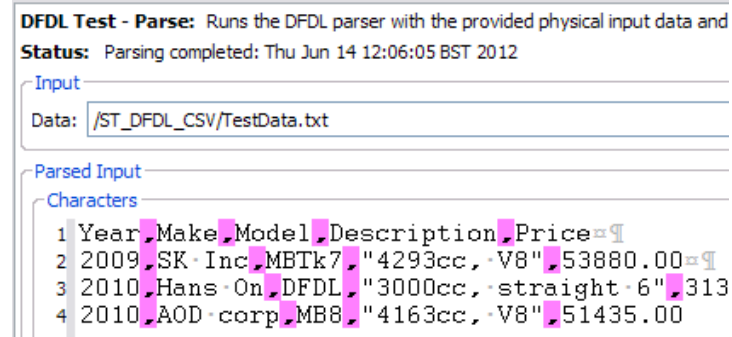 DFDL Test - Parse: Runs the DFDL parser with the provided physical input data and
Status: Parsing completed: Thu Jun 14 12:06:05 BST 2012
Input
Data: /ST_DFDL_CSV/TestData.txt
Parsed Input
Characters
1 Year,Make,Model,Description,Price¤¶
2 2009,SK·Inc,MBTk7,"4293cc,·V8",53880.00¤¶
3 2010,Hans·On,DFDL,"3000cc,·straight·6",313
4 2010,AOD·corp,MB8,"4163cc,·V8",51435.00